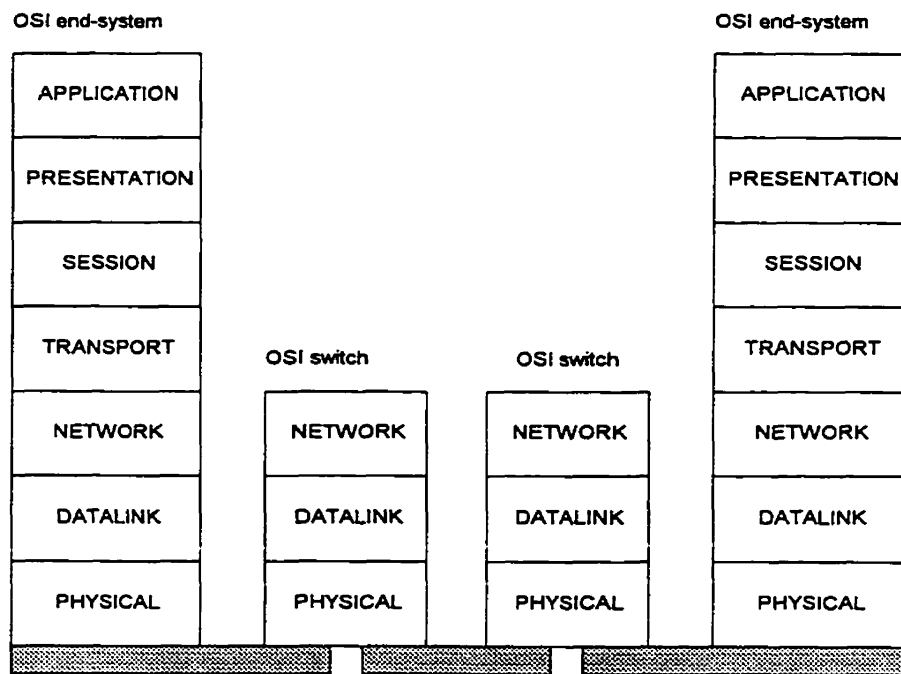 OSI end-system
OSI end-system
APPLICATION
APPLICATION
PRESENTATION
PRESENTATION
SESSION
SESSION
TRANSPORT
OSI switch
OSI switch
TRANSPORT
NETWORK
NETWORK
NETWORK
NETWORK
DATALINK
DATALINK
DATALINK
DATALINK
PHYSICAL
PHYSICAL
PHYSICAL
PHYSICAL